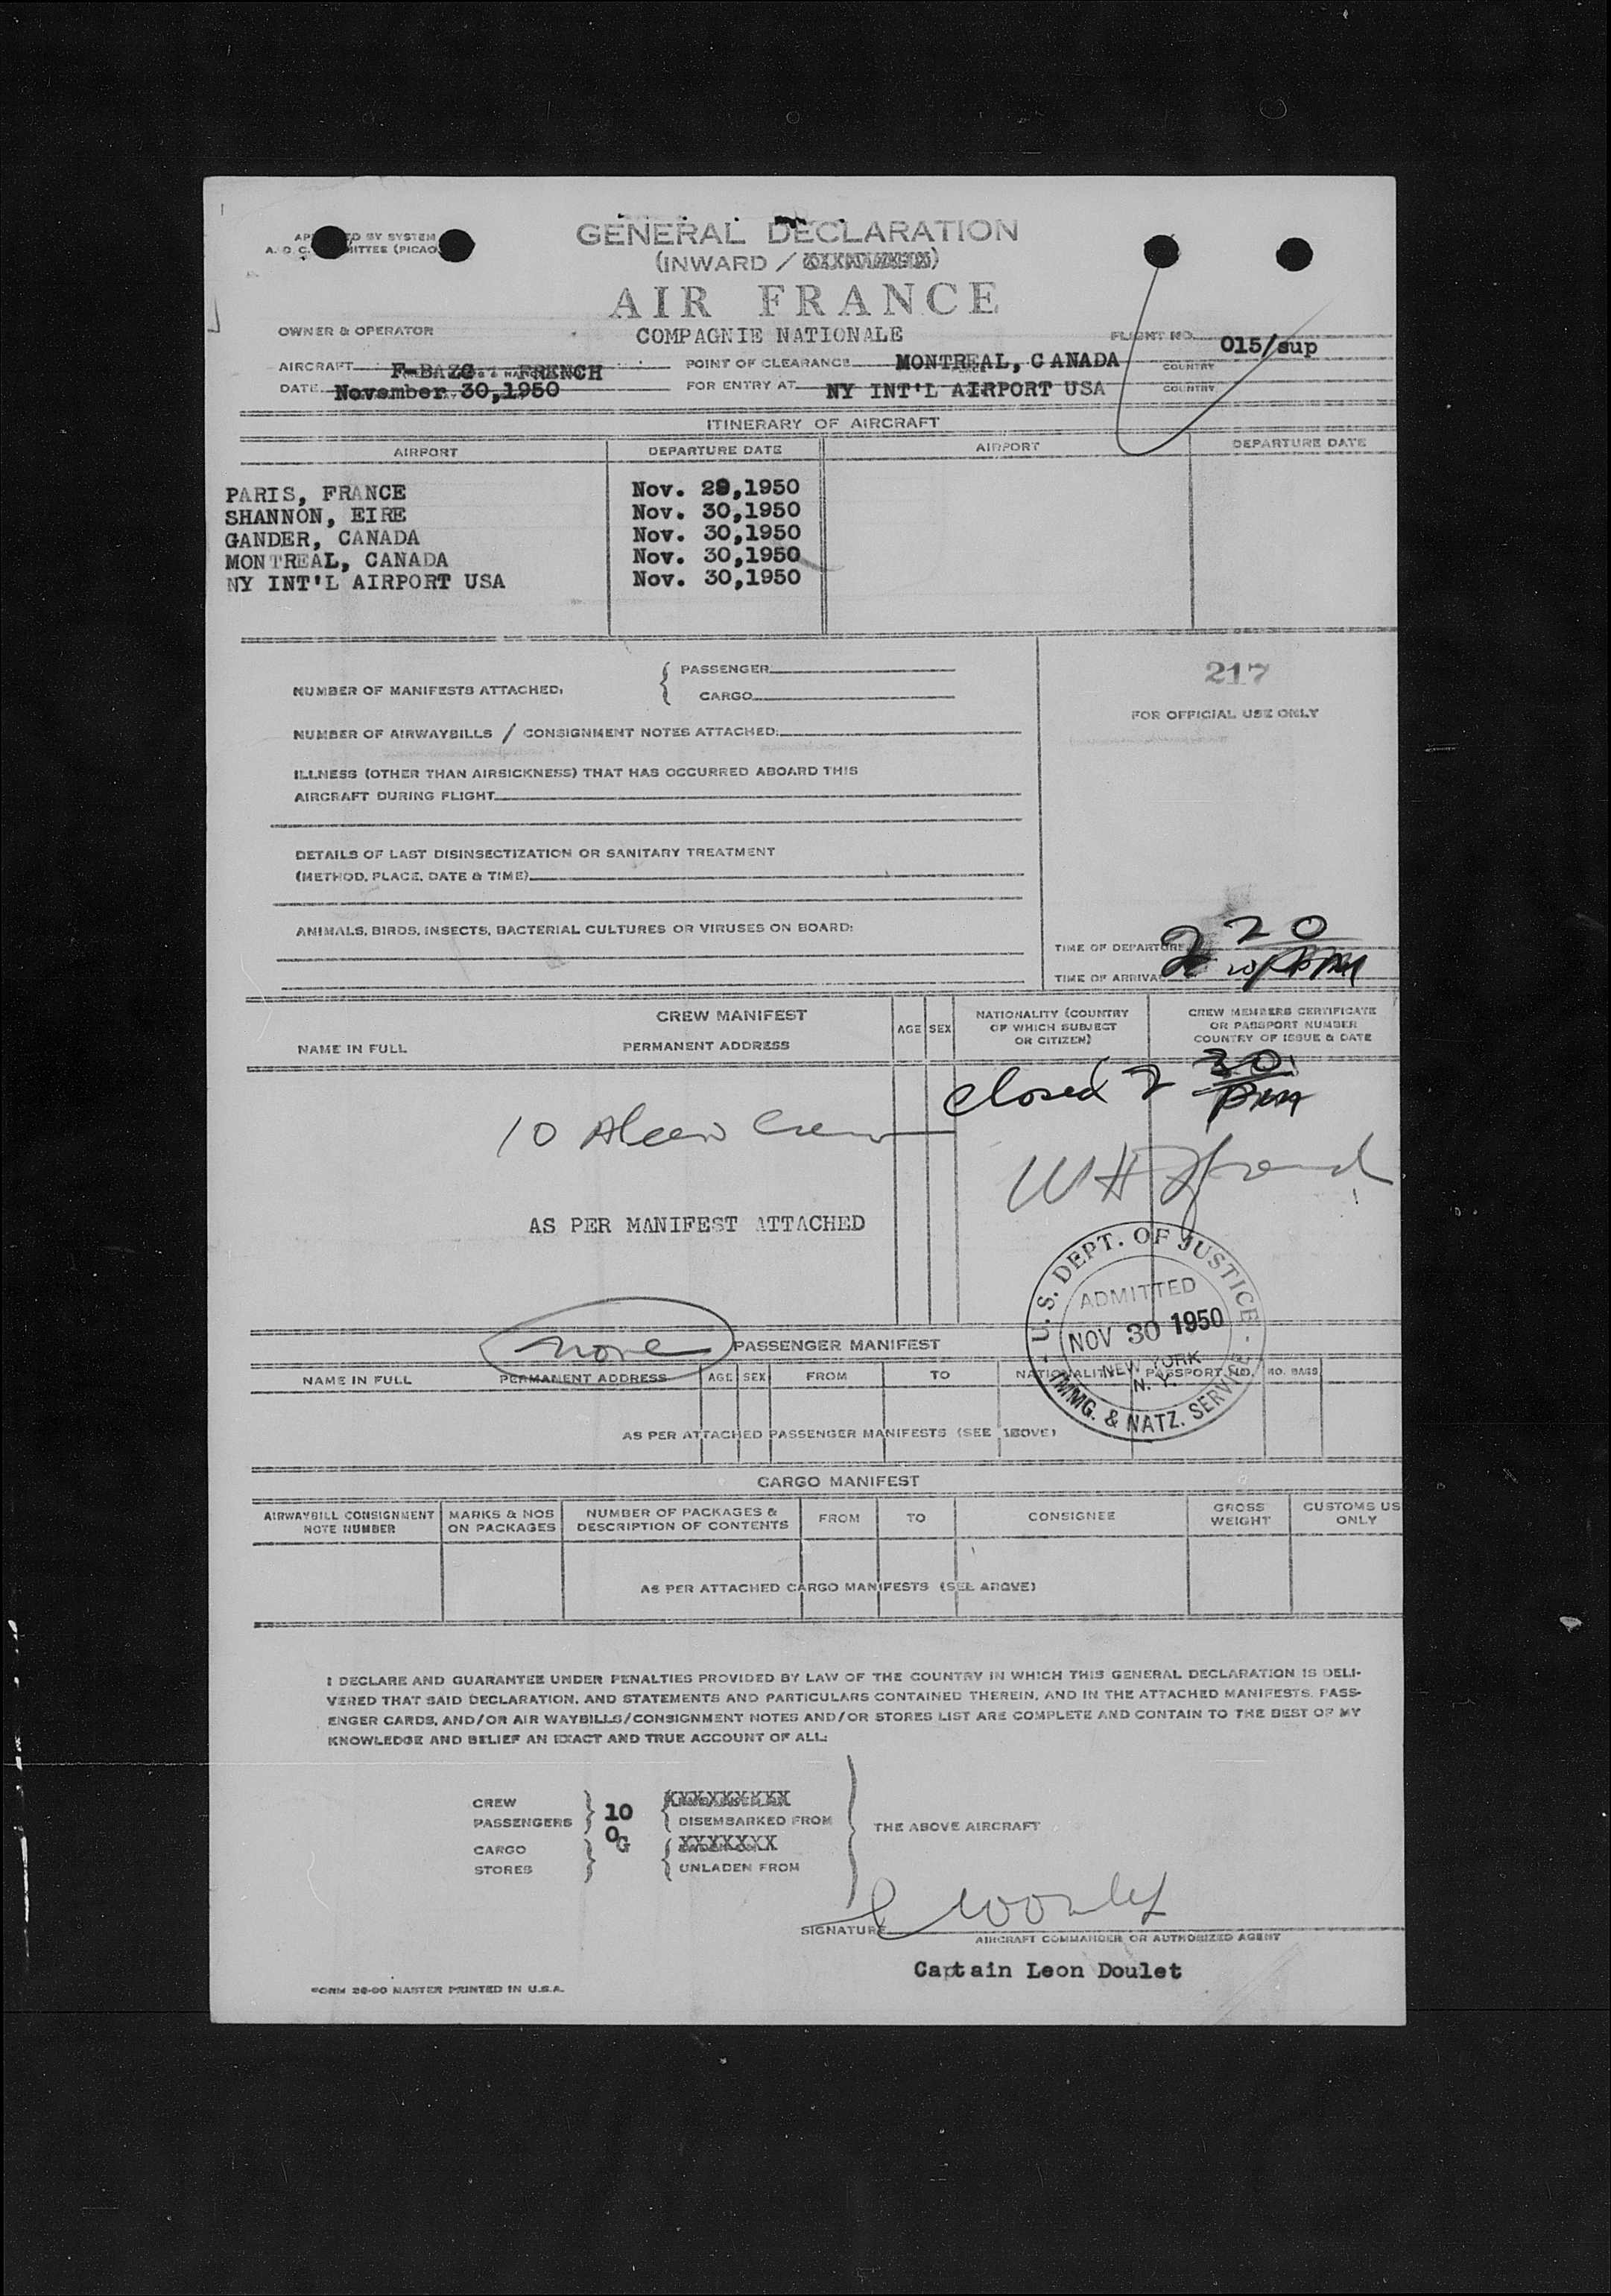 GENERAL DECLARATION
(INWARD /
AIR FRANCE
COMPAGNIE NATIONALE
OWNER & OPERATOR
FLIGHT NO. 015/sup
AIRCRAFT FRENCH
POINT OF CLEARANCE MONTREAL, CANADA COUNTRY
DATE November 30,1950
FOR ENTRY AT NY INT'L AIRPORT USA COUNTRY
ITINERARY OF AIRCRAFT
AIRPORT DEPARTURE DATE AIRPORT DEPARTURE DATE
PARIS, FRANCE Nov. 29,1950
SHANNON, EIRE Nov. 30,1950
GANDER, CANADA Nov. 30,1950
MONTREAL, CANADA Nov. 30,1950
NY INT'L AIRPORT USA Nov. 30,1950
NUMBER OF MANIFESTS ATTACHED:
PASSENGER
CARGO
217
FOR OFFICIAL USE ONLY
NUMBER OF AIRWAYBILLS / CONSIGNMENT NOTES ATTACHED:
ILLNESS (OTHER THAN AIRSICKNESS) THAT HAS OCCURRED ABOARD THIS
AIRCRAFT DURING FLIGHT
DETAILS OF LAST DISINSECTIZATION OR SANITARY TREATMENT
(METHOD, PLACE, DATE & TIME)
ANIMALS, BIRDS, INSECTS, BACTERIAL CULTURES OR VIRUSES ON BOARD:
TIME OF DEPARTURE 2 20
TIME OF ARRIVAL
CREW MANIFEST
NAME IN FULL
PERMANENT ADDRESS
AGE
SEX
NATIONALITY (COUNTRY
OF WHICH SUBJECT
OR CITIZEN)
CREW MEMBERS CERTIFICATE
OR PASSPORT NUMBER
COUNTRY OF ISSUE & DATE
closed 2 30 pm
10 Alien Crew
AS PER MANIFEST ATTACHED
U.S. DEPT. OF JUSTICE
ADMITTED
NOV 30 1950
NEW YORK
N. Y.
IMMG. & NATZ. SERVICE
none
PASSENGER MANIFEST
NAME IN FULL PERMANENT ADDRESS AGE SEX FROM TO NATIONALITY PASSPORT NO. NO. BAGS
AS PER ATTACHED PASSENGER MANIFESTS (SEE ABOVE)
CARGO MANIFEST
AIRWAYBILL CONSIGNMENT
NOTE NUMBER
MARKS & NOS
ON PACKAGES
NUMBER OF PACKAGES &
DESCRIPTION OF CONTENTS
FROM
TO
CONSIGNEE
GROSS
WEIGHT
CUSTOMS US
ONLY
AS PER ATTACHED CARGO MANIFESTS (SEE ABOVE)
I DECLARE AND GUARANTEE UNDER PENALTIES PROVIDED BY LAW OF THE COUNTRY IN WHICH THIS GENERAL DECLARATION IS DELI-
VERED THAT SAID DECLARATION, AND STATEMENTS AND PARTICULARS CONTAINED THEREIN, AND IN THE ATTACHED MANIFESTS, PASS-
ENGER CARDS, AND/OR AIR WAYBILLS/CONSIGNMENT NOTES AND/OR STORES LIST ARE COMPLETE AND CONTAIN TO THE BEST OF MY
KNOWLEDGE AND BELIEF AN EXACT AND TRUE ACCOUNT OF ALL:
CREW
PASSENGERS
10
0
XXXXXXXXX
DISEMBARKED FROM
THE ABOVE AIRCRAFT
CARGO
STORES
G
XXXXXXX
UNLADEN FROM
SIGNATURE
AIRCRAFT COMMANDER OR AUTHORIZED AGENT
Captain Leon Doulet
FORM 26-00 MASTER PRINTED IN U.S.A.